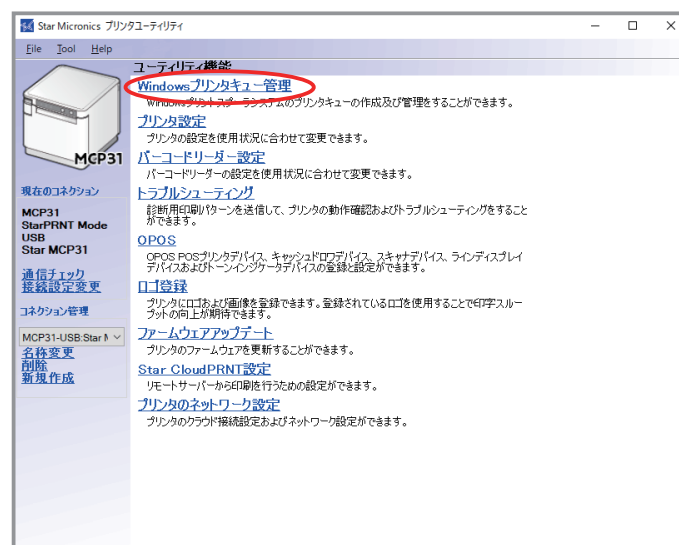 Star Micronics プリンタユーティリティ
File Tool Help
ユーティリティ機能
Windowsプリンタキュー管理
Windowsプリントスプーラシステムのプリンタキューの作成及び管理をすることができます。
プリンタ設定
プリンタの設定を使用状況に合わせて変更できます。
バーコードリーダー設定
バーコードリーダーの設定を使用状況に合わせて変更できます。
トラブルシューティング
診断用印刷パターンを送信して、プリンタの動作確認およびトラブルシューティングをすること
ができます。
OPOS
OPOS POSプリンタデバイス、キャッシュドロワデバイス、スキャナデバイス、ラインディスプレイ
デバイスおよびトーンインジケータデバイスの登録と設定ができます。
ロゴ登録
プリンタにロゴおよび画像を登録できます。登録されているロゴを使用することで印字スルー
プットの向上が期待できます。
ファームウェアアップデート
プリンタのファームウェアを更新することができます。
Star CloudPRNT設定
リモートサーバーから印刷を行うための設定ができます。
プリンタのネットワーク設定
プリンタのクラウド接続設定およびネットワーク設定ができます。
MCP31
現在のコネクション
MCP31
StarPRNT Mode
USB
Star MCP31
通信チェック
接続設定変更
コネクション管理
MCP31-USB:Star M
名称変更
削除
新規作成